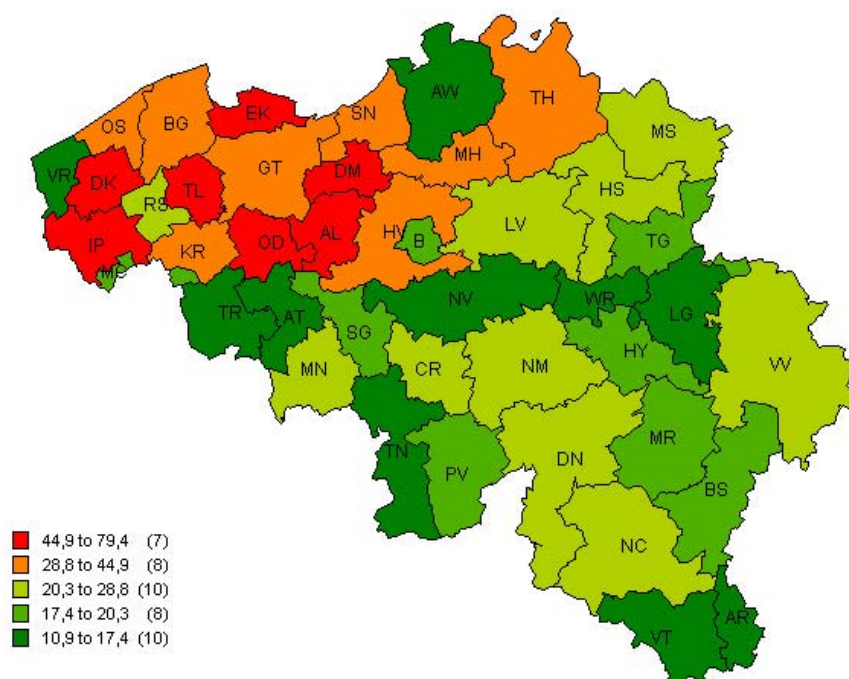 AW
TH
EK
SN
OS
BG
MS
VR
GT
MH
DK
TL
DM
HS
RS
HV
B
LV
IP
OD
AL
TG
KR
NV
WR
TR
AT
SG
LG
HY
MN
CR
NM
VV
MR
TN
PV
DN
BS
NC
AR
VT
44,9 to 79,4 (7)
28,8 to 44,9 (8)
20,3 to 28,8 (10)
17,4 to 20,3 (8)
10,9 to 17,4 (10)